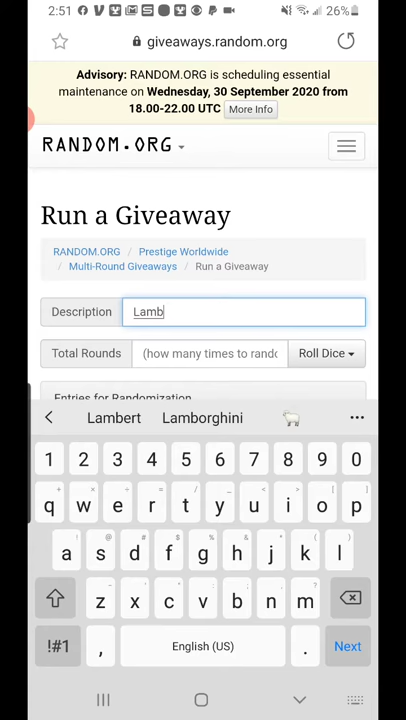 2:51 26%
giveaways.random.org
Advisory: RANDOM.ORG is scheduling essential
maintenance on Wednesday, 30 September 2020 from
18.00-22.00 UTC More Info
RANDOM.ORG
Run a Giveaway
RANDOM.ORG / Prestige Worldwide
/ Multi-Round Giveaways / Run a Giveaway
Description Lamb
Total Rounds (how many times to rando Roll Dice
Entries for Randomization
Lambert Lamborghini
1 2 3 4 5 6 7 8 9 0
q w e r t y u i o p
a s d f g h j k l
z x c v b n m
!#1 , English (US) . Next